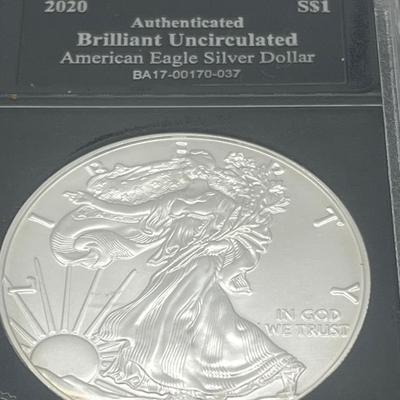 2020 S$1
Authenticated
Brilliant Uncirculated
American Eagle Silver Dollar
BA17-00170-037
LIBERTY
IN GOD
WE TRUST